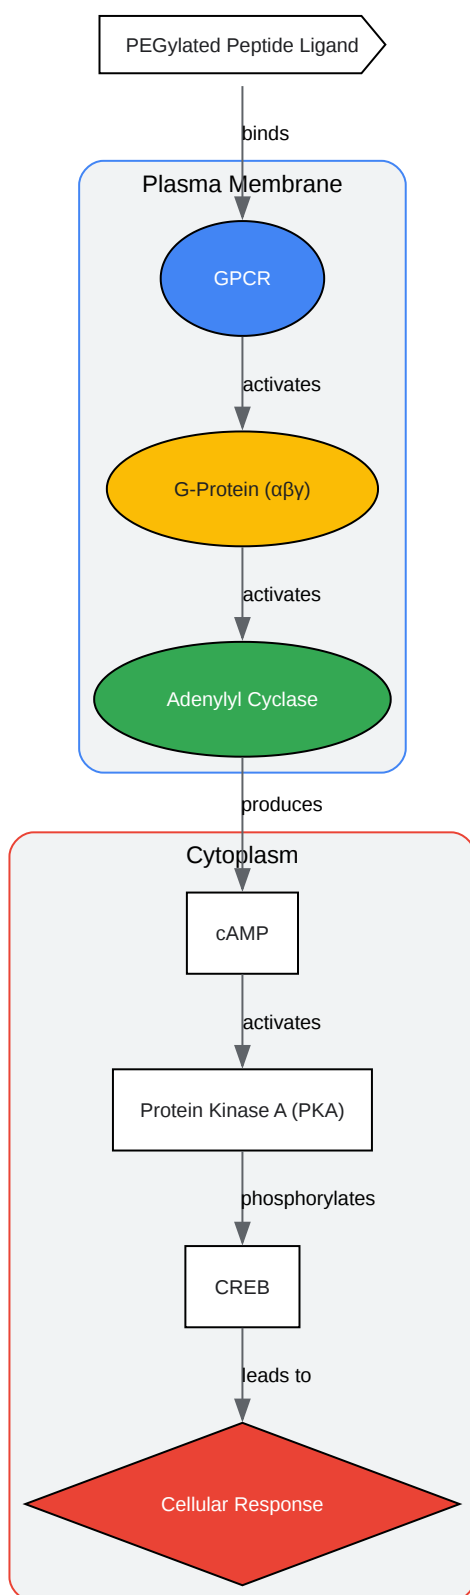 PEGylated Peptide Ligand
binds
Plasma Membrane
GPCR
activates
G-Protein (αβγ)
activates
Adenylyl Cyclase
produces
Cytoplasm
cAMP
activates
Protein Kinase A (PKA)
phosphorylates
CREB
leads to
Cellular Response